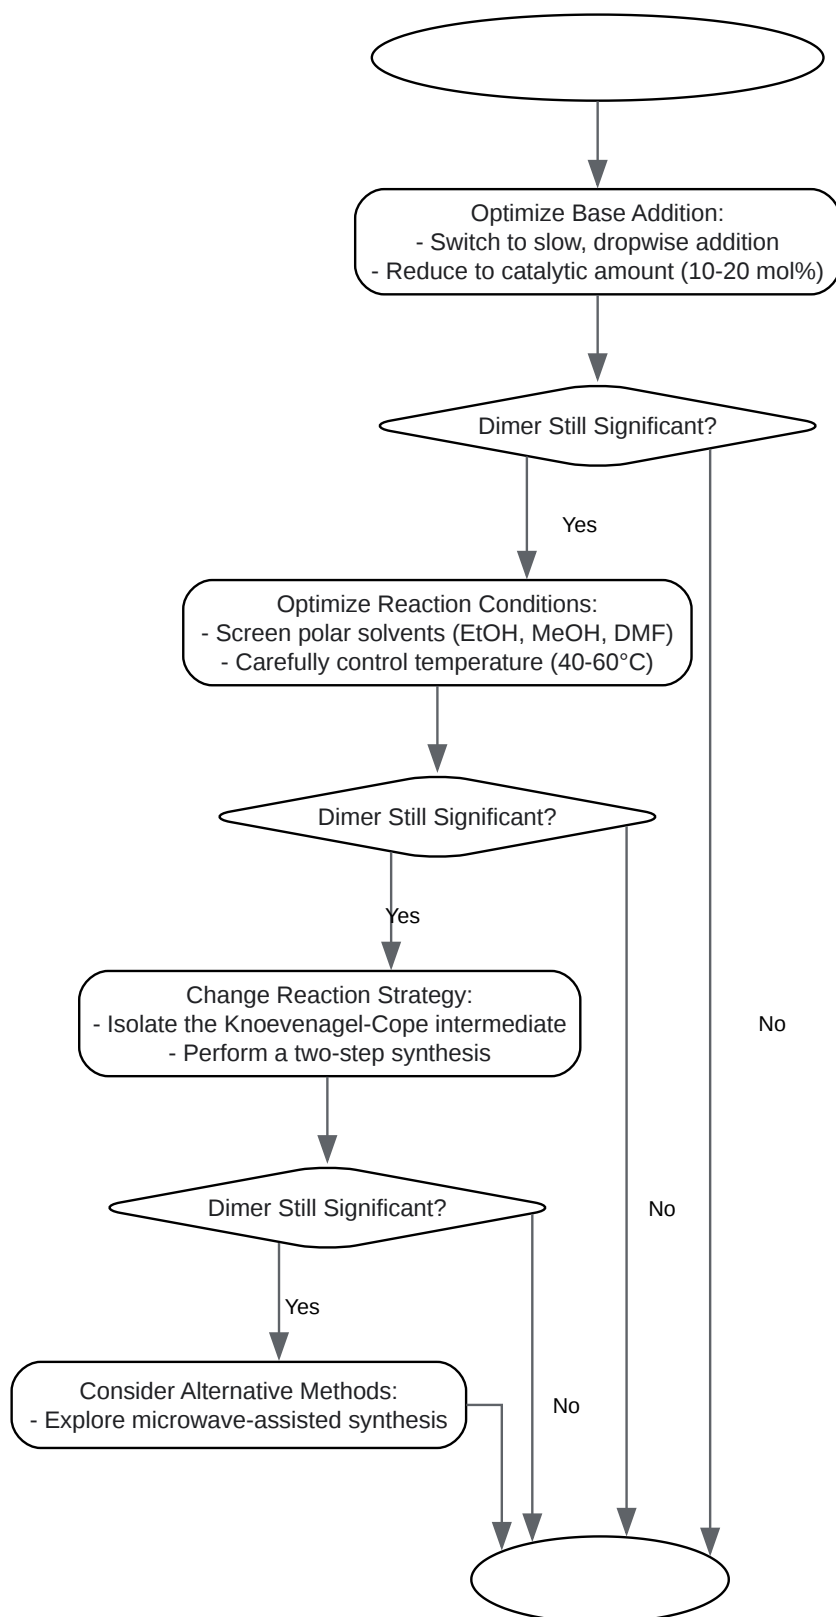 Optimize Base Addition:
- Switch to slow, dropwise addition
- Reduce to catalytic amount (10-20 mol%)
Dimer Still Significant?
Yes
Optimize Reaction Conditions:
- Screen polar solvents (EtOH, MeOH, DMF)
- Carefully control temperature (40-60°C)
Dimer Still Significant?
Yes
Change Reaction Strategy:
- Isolate the Knoevenagel-Cope intermediate
- Perform a two-step synthesis
No
Dimer Still Significant?
No
Yes
Consider Alternative Methods:
- Explore microwave-assisted synthesis
No